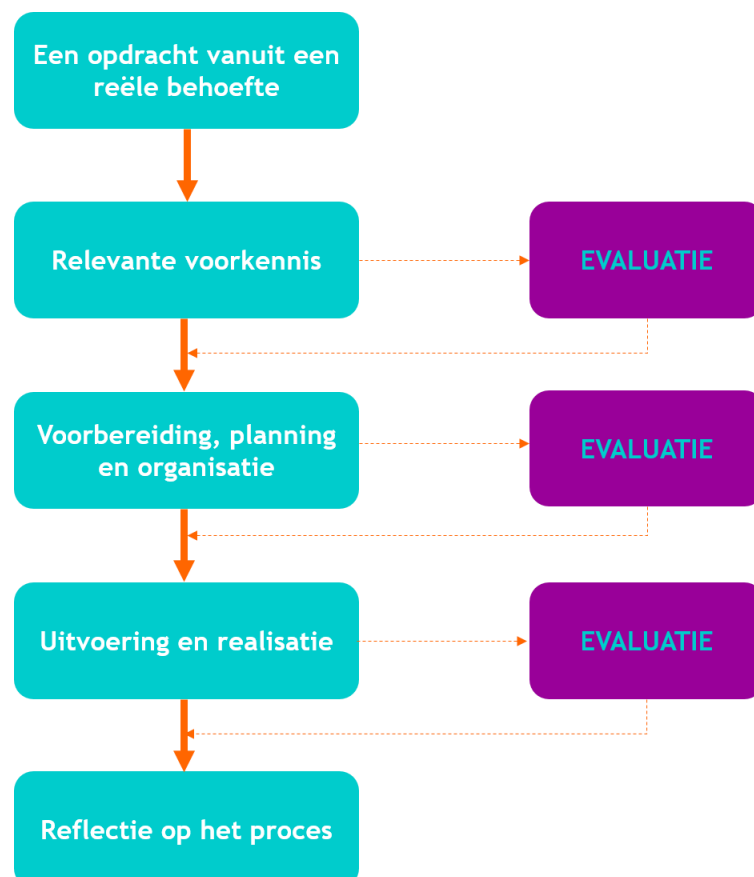 Een opdracht vanuit een
reële behoefte
Relevante voorkennis
EVALUATIE
Voorbereiding, planning
en organisatie
EVALUATIE
Uitvoering en realisatie
EVALUATIE
Reflectie op het proces